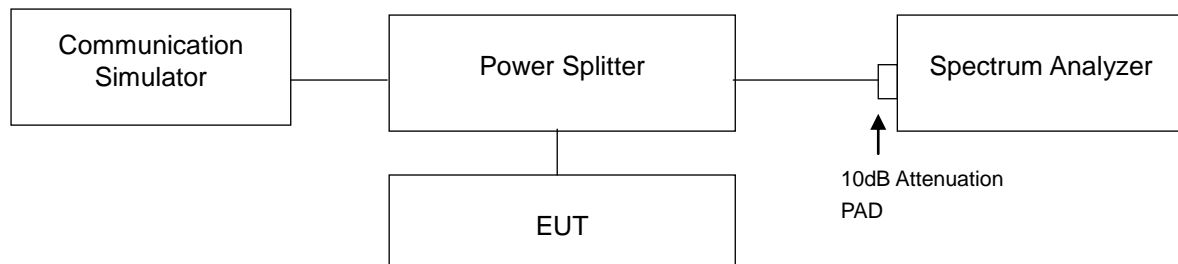 Communication
Simulator
Power Splitter
Spectrum Analyzer
10dB Attenuation
PAD
EUT